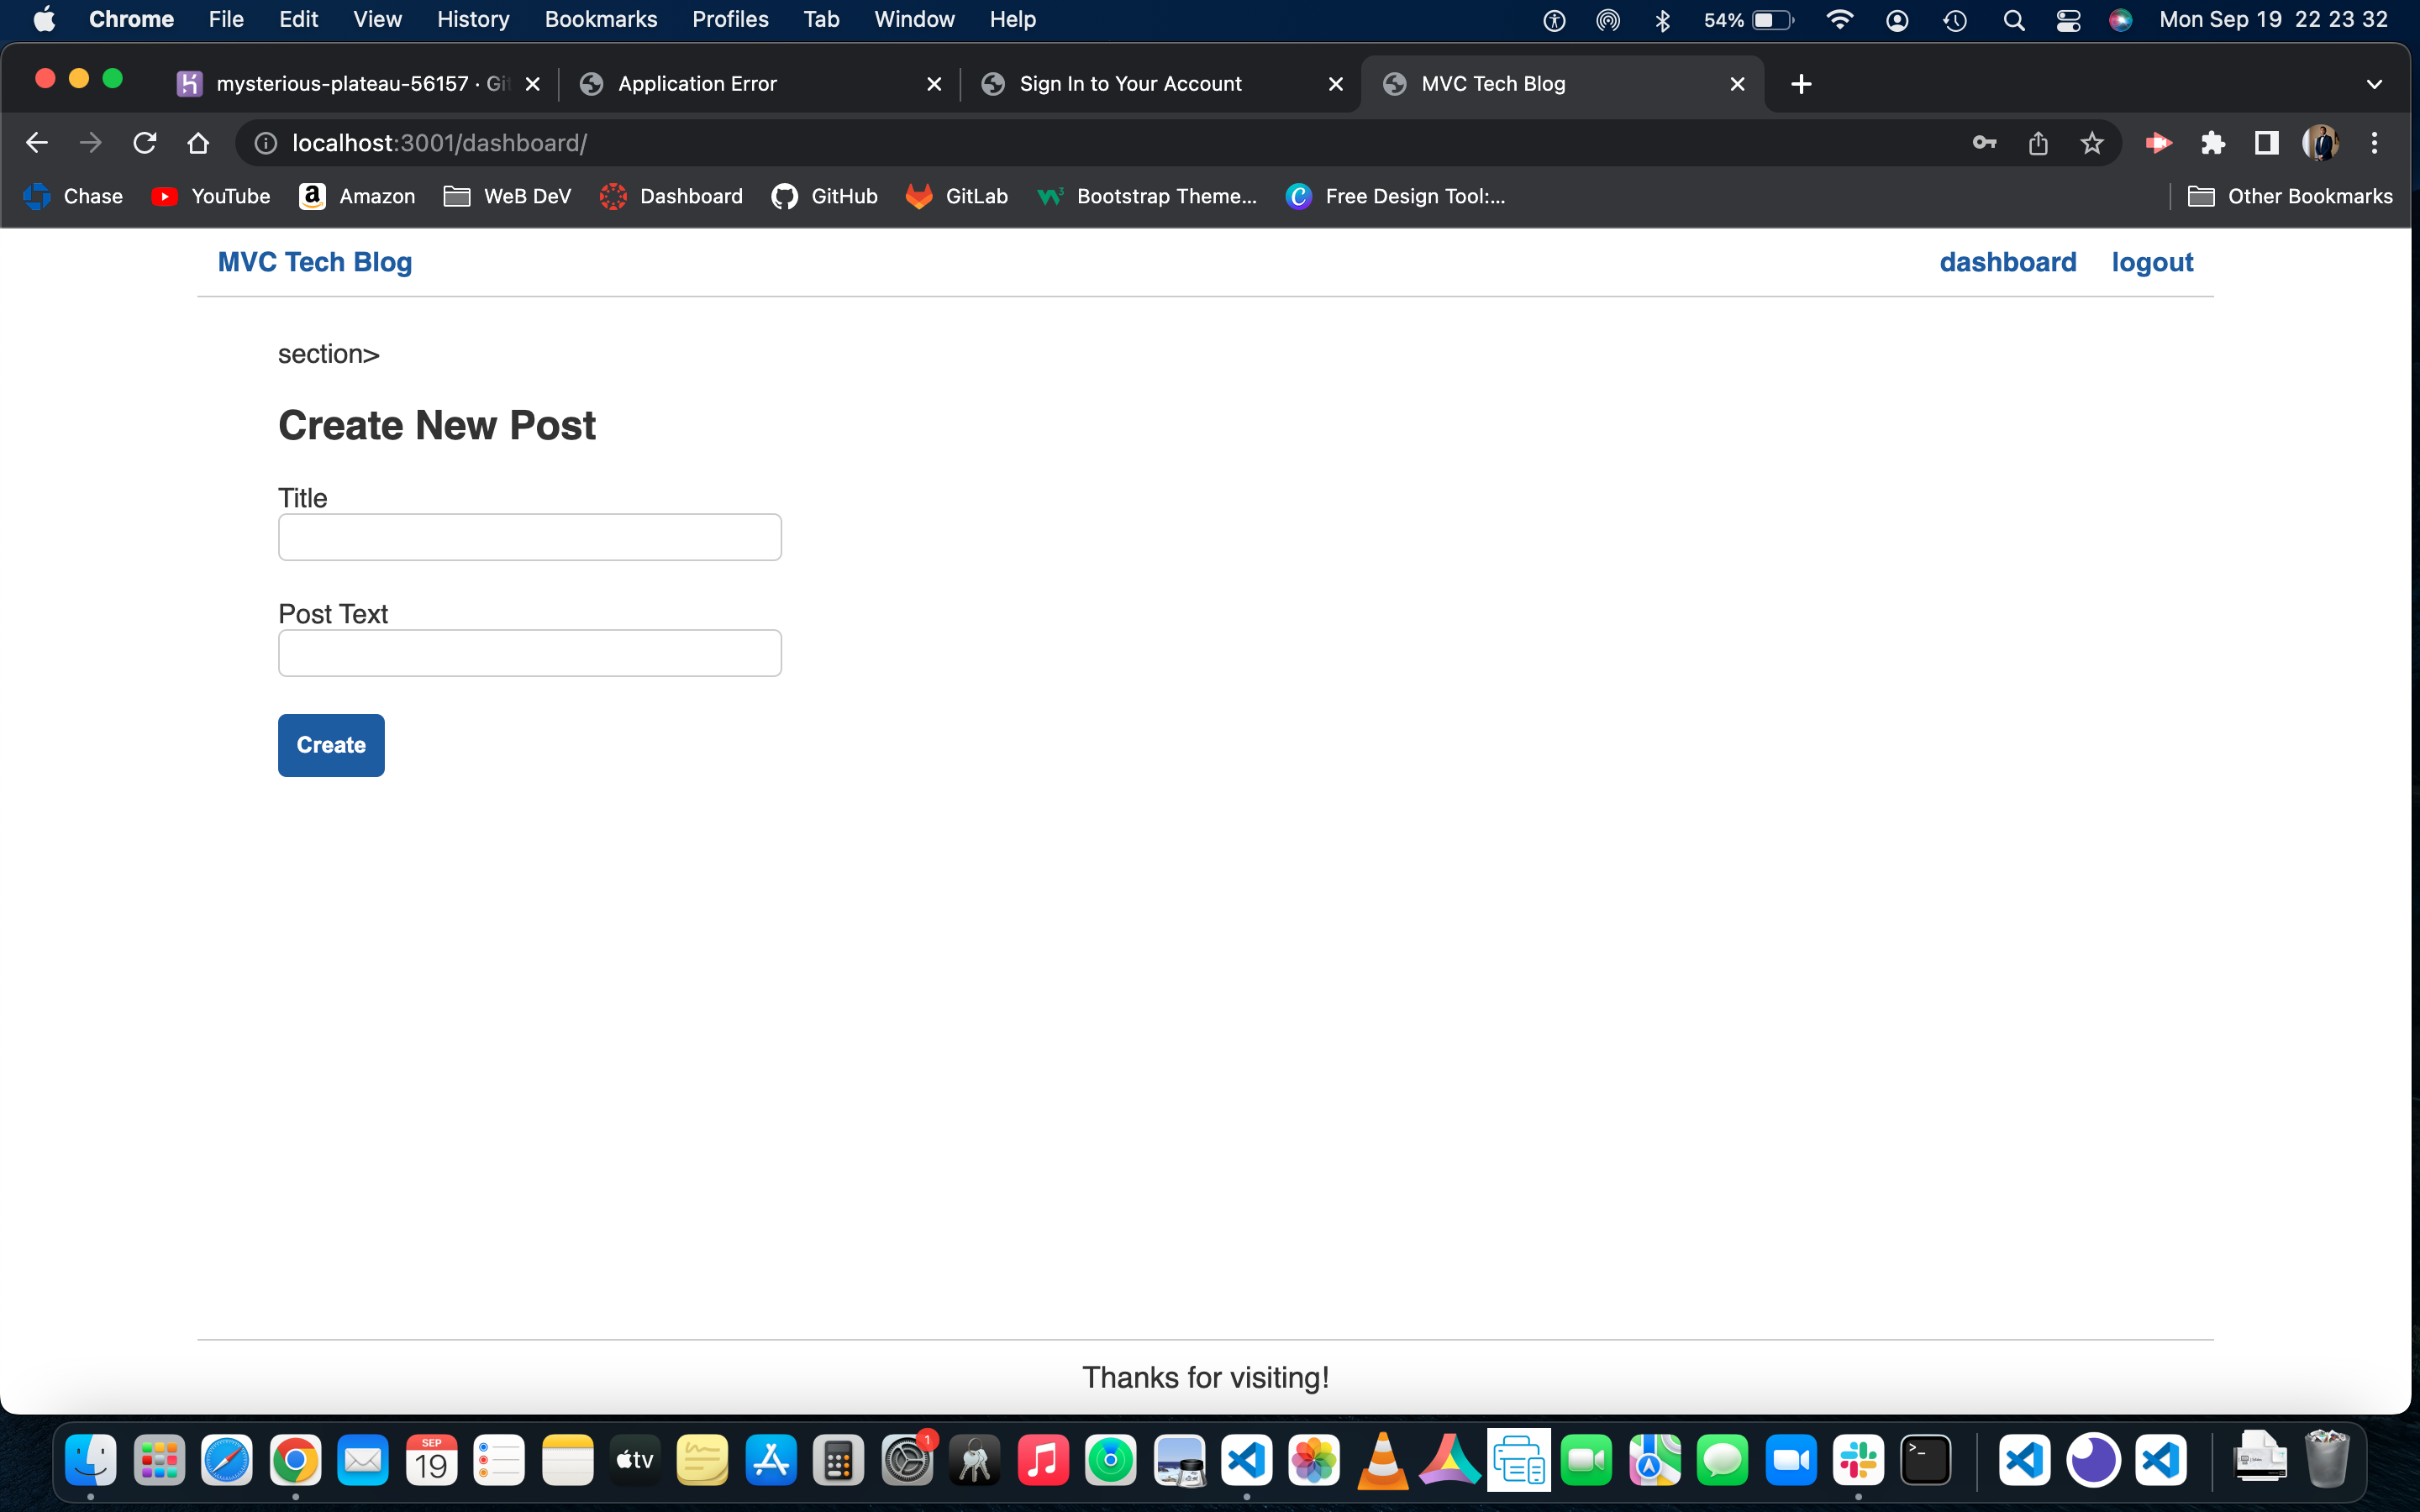 Chrome File Edit View History Bookmarks Profiles Tab Window Help 54% Mon Sep 19 22 23 32
mysterious-plateau-56157 · Git Application Error Sign In to Your Account MVC Tech Blog
localhost:3001/dashboard/
Chase YouTube Amazon WeB DeV Dashboard GitHub GitLab Bootstrap Theme... Free Design Tool:... Other Bookmarks
MVC Tech Blog dashboard logout
section>
Create New Post
Title
Post Text
Create
Thanks for visiting!
SEP
19
tv
1